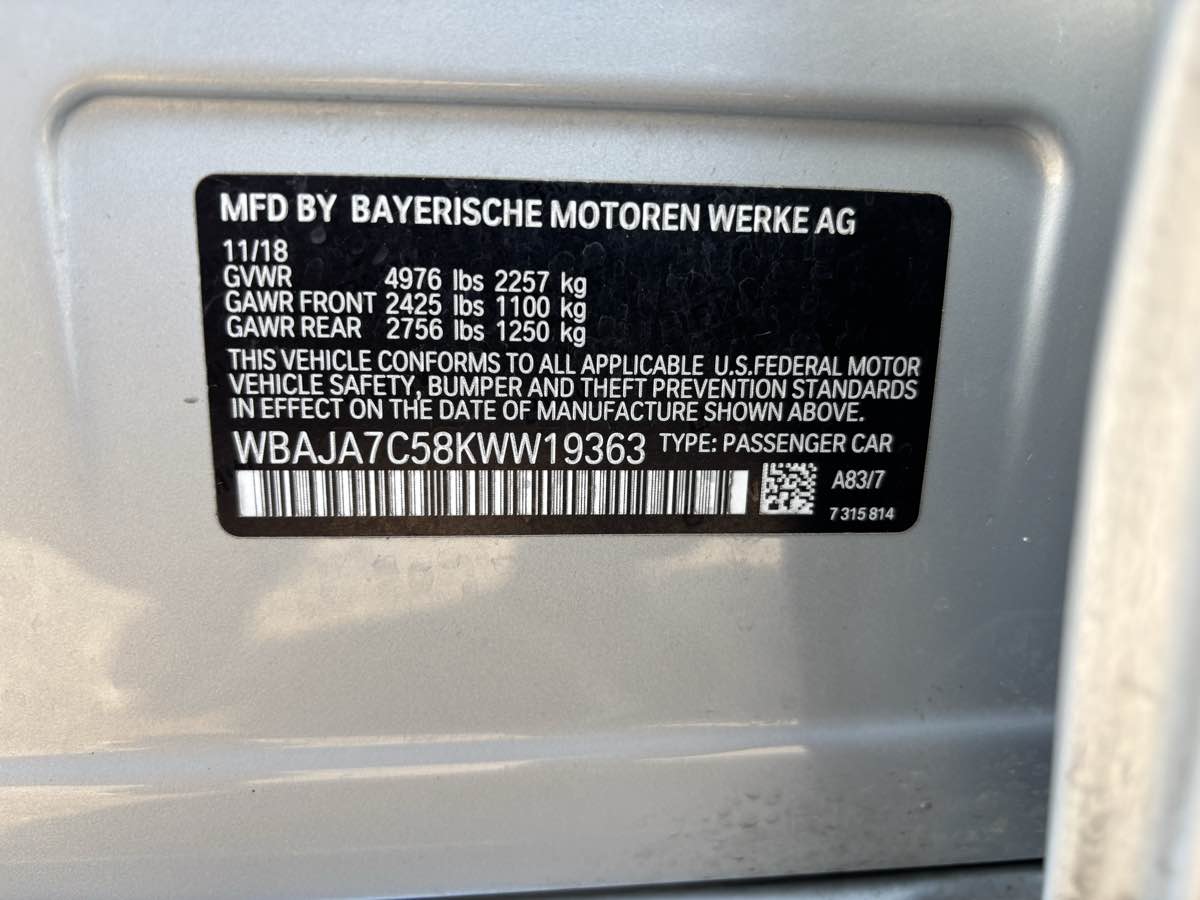 MFD BY BAYERISCHE MOTOREN WERKE AG
11/18
GVWR 4976 lbs 2257 kg
GAWR FRONT 2425 lbs 1100 kg
GAWR REAR 2756 lbs 1250 kg
THIS VEHICLE CONFORMS TO ALL APPLICABLE U.S.FEDERAL MOTOR
VEHICLE SAFETY, BUMPER AND THEFT PREVENTION STANDARDS
IN EFFECT ON THE DATE OF MANUFACTURE SHOWN ABOVE.
WBAJA7C58KWW19363 TYPE: PASSENGER CAR
A83/7
7 315 814